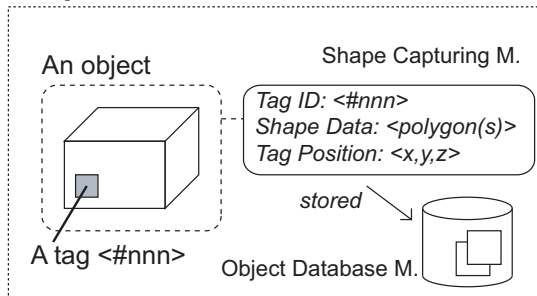 Shape Capturing M.
An object
Tag ID: <#nnn>
Shape Data: <polygon(s)>
Tag Position: <x,y,z>
stored
A tag <#nnn>
Object Database M.